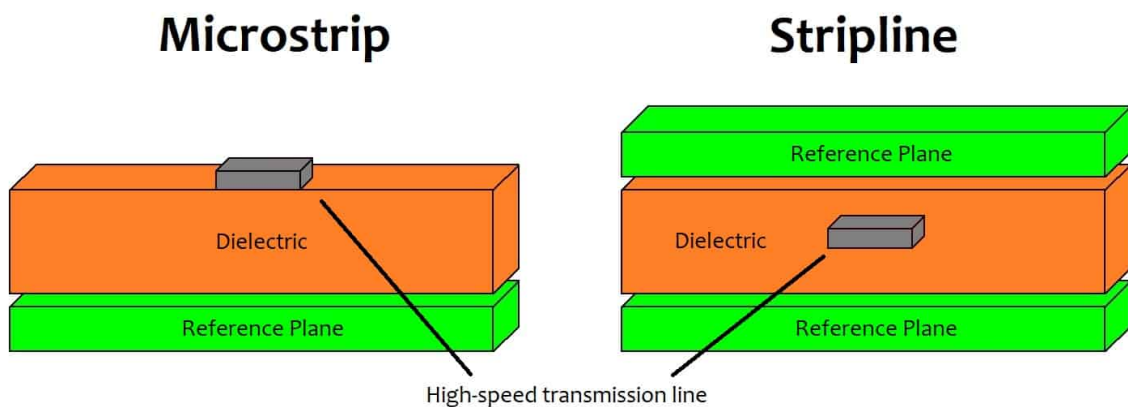 Microstrip
Stripline
Reference Plane
Dielectric
Dielectric
Reference Plane
Reference Plane
High-speed transmission line